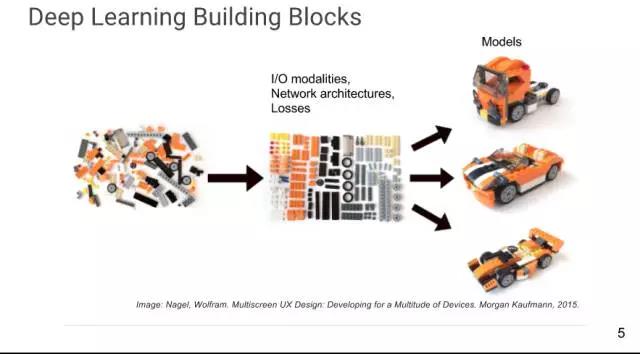 Deep Learning Building Blocks
Models
I/O modalities,
Network architectures,
Losses
Image: Nagel, Wolfram. Multiscreen UX Design: Developing for a Multitude of Devices. Morgan Kaufmann, 2015.
5